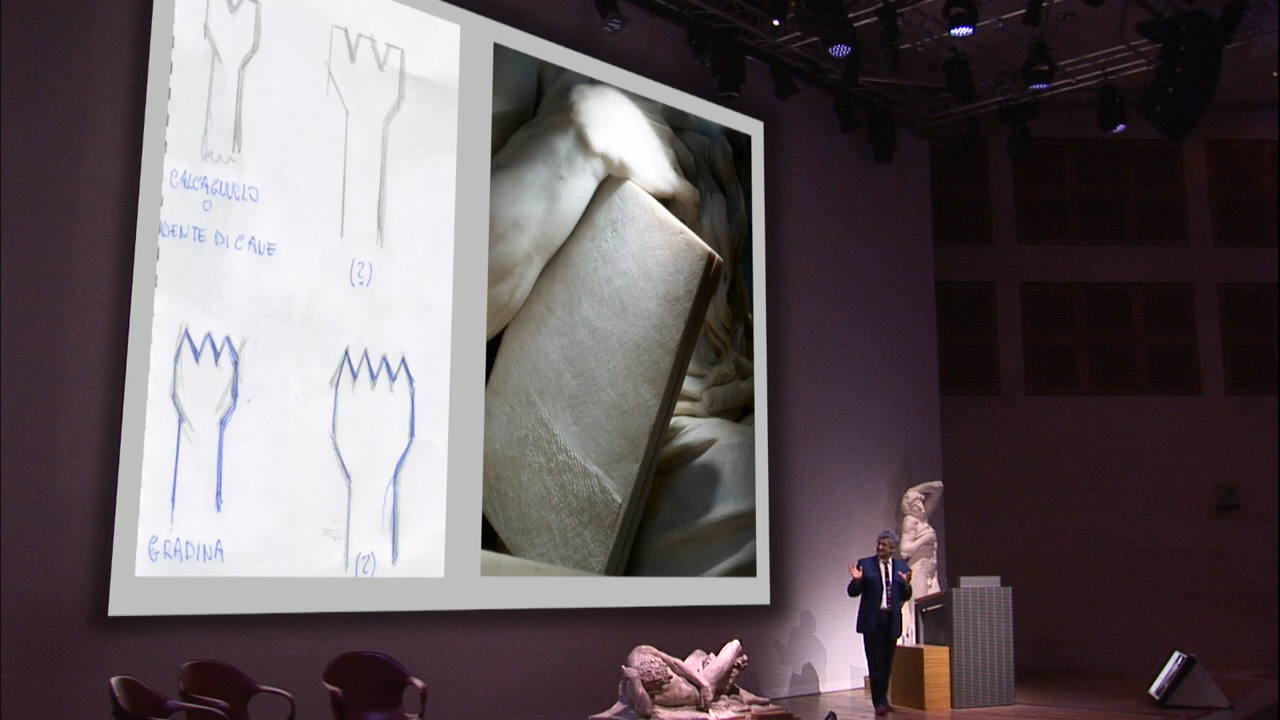 CALCAGNUOLO
O
DENTE DI CANE
(?)
GRADINA
(?)